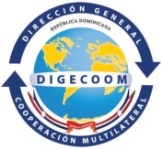 DIRECCIÓN GENERAL
REPÚBLICA DOMINICANA
DIGECOOM
COOPERACIÓN MULTILATERAL